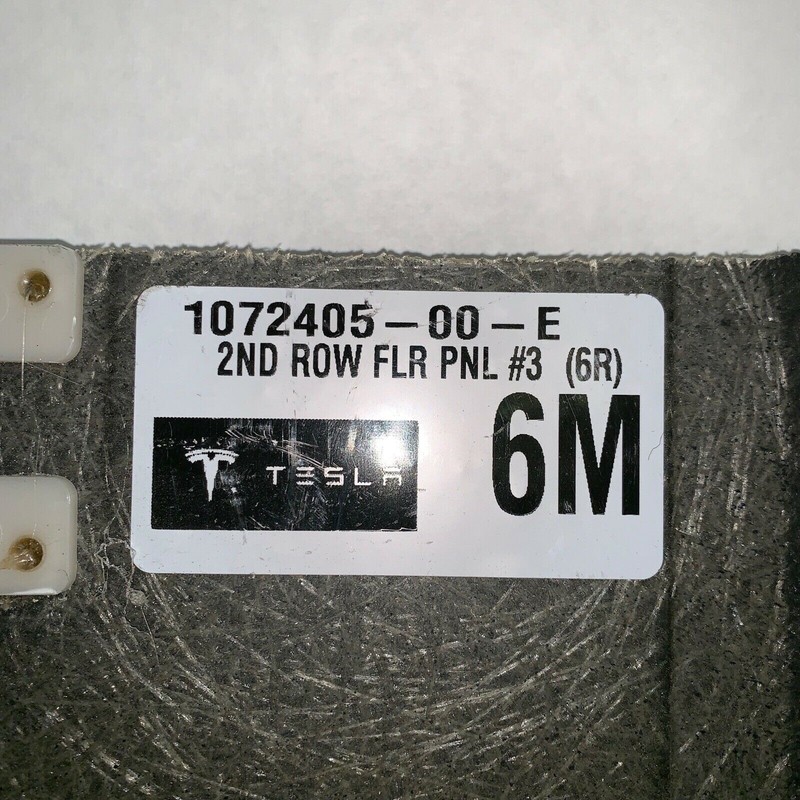 1072405-00-E
2ND ROW FLR PNL #3 (6R)
6M
TESLA